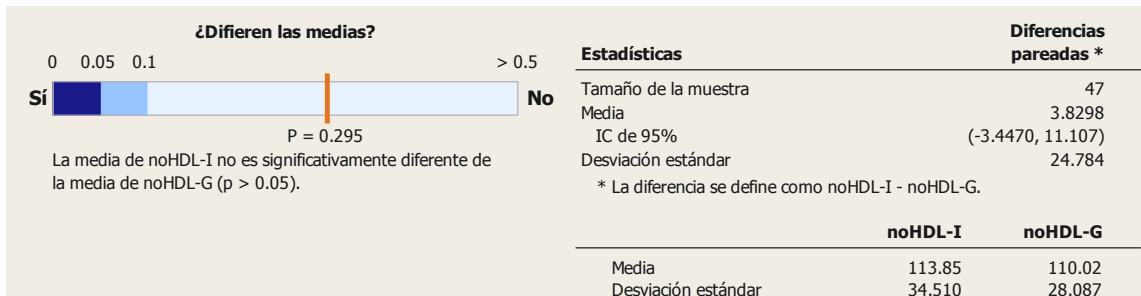 ¿Difieren las medias?
0 0.05 0.1 > 0.5
Sí No
P = 0.295
La media de noHDL-I no es significativamente diferente de
la media de noHDL-G (p > 0.05).
Diferencias
Estadísticas pareadas *
Tamaño de la muestra 47
Media 3.8298
IC de 95% (-3.4470, 11.107)
Desviación estándar 24.784
* La diferencia se define como noHDL-I - noHDL-G.
noHDL-I noHDL-G
Media 113.85 110.02
Desviación estándar 34.510 28.087